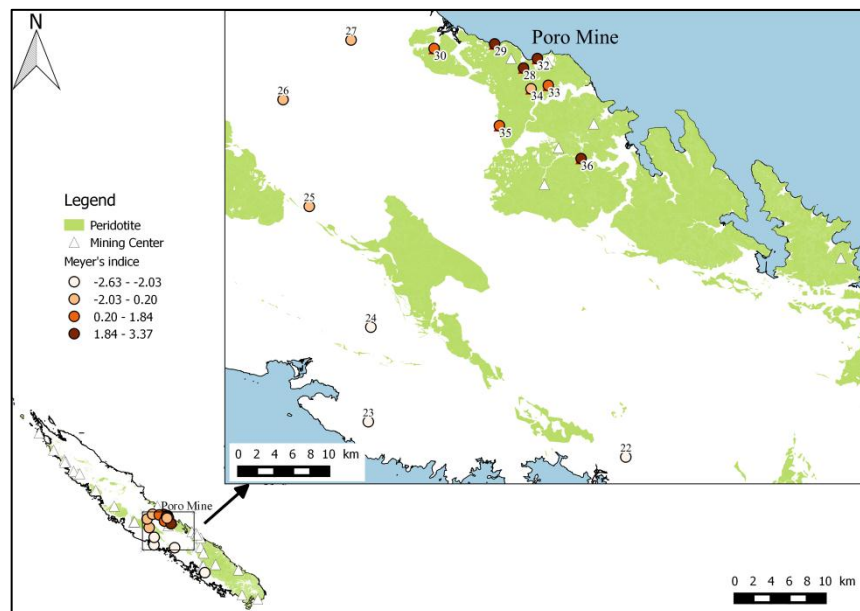 N
27
Poro Mine
29
30
32
28
33
34
26
35
36
25
Legend
Peridotite
Mining Center
Meyer's indice
-2.63 - -2.03
-2.03 - 0.20
0.20 - 1.84
1.84 - 3.37
24
23
22
0 2 4 6 8 10 km
Poro Mine
0 2 4 6 8 10 km